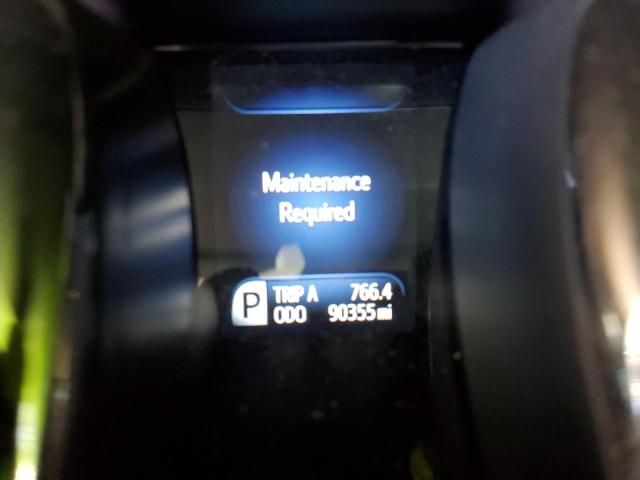 Maintenance
Required
P TRIP A 766.4
ODO 90355 mi